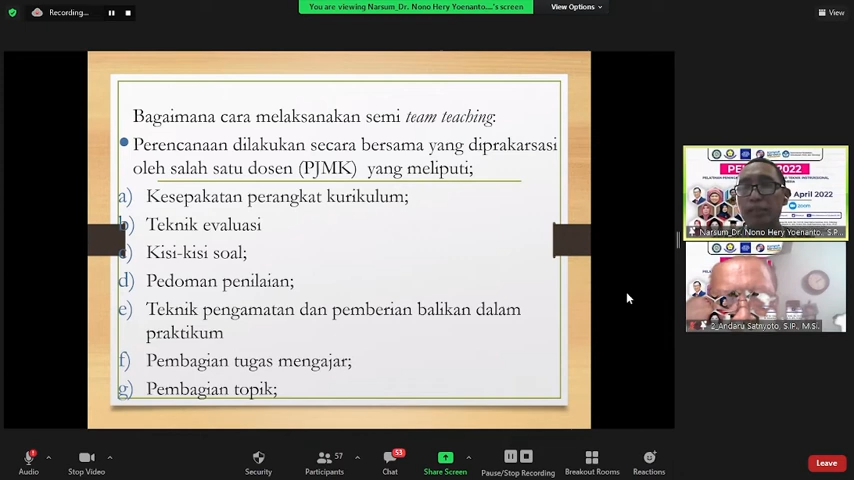 Recording...
You are viewing Narsum_Dr. Nono Hery Yoenanto....'s screen
View Options
View
Bagaimana cara melaksanakan semi team teaching:
Perencanaan dilakukan secara bersama yang diprakarsasi
oleh salah satu dosen (PJMK) yang meliputi;
a) Kesepakatan perangkat kurikulum;
b) Teknik evaluasi
c) Kisi-kisi soal;
d) Pedoman penilaian;
e) Teknik pengamatan dan pemberian balikan dalam
praktikum
f) Pembagian tugas mengajar;
g) Pembagian topik;
2022
April 2022
zoom
Narsum_Dr. Nono Hery Yoenanto, S.P...
2_Andaru Satnyoto, S.IP., M.Si.
Audio
Stop Video
Security
57
Participants
53
Chat
Share Screen
Pause/Stop Recording
Breakout Rooms
Reactions
Leave